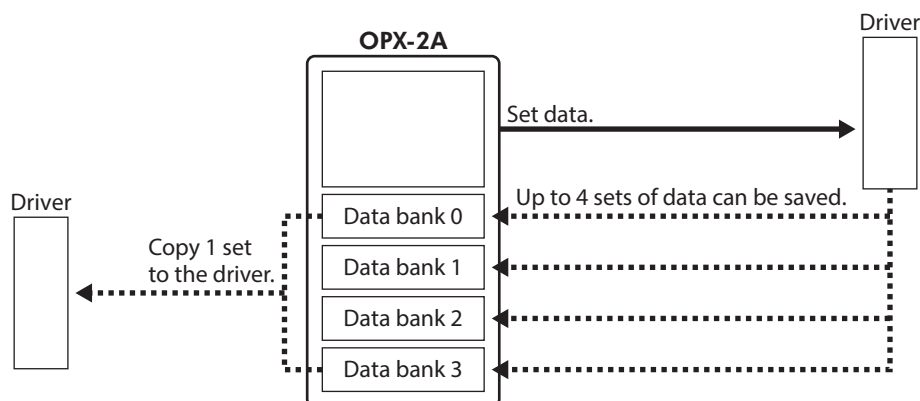 Driver
OPX-2A
Set data.
Up to 4 sets of data can be saved.
Driver
Data bank 0
Copy 1 set
to the driver.
Data bank 1
Data bank 2
Data bank 3